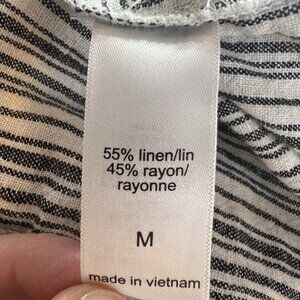 55% linen/lin
45% rayon/
rayonne
M
made in vietnam